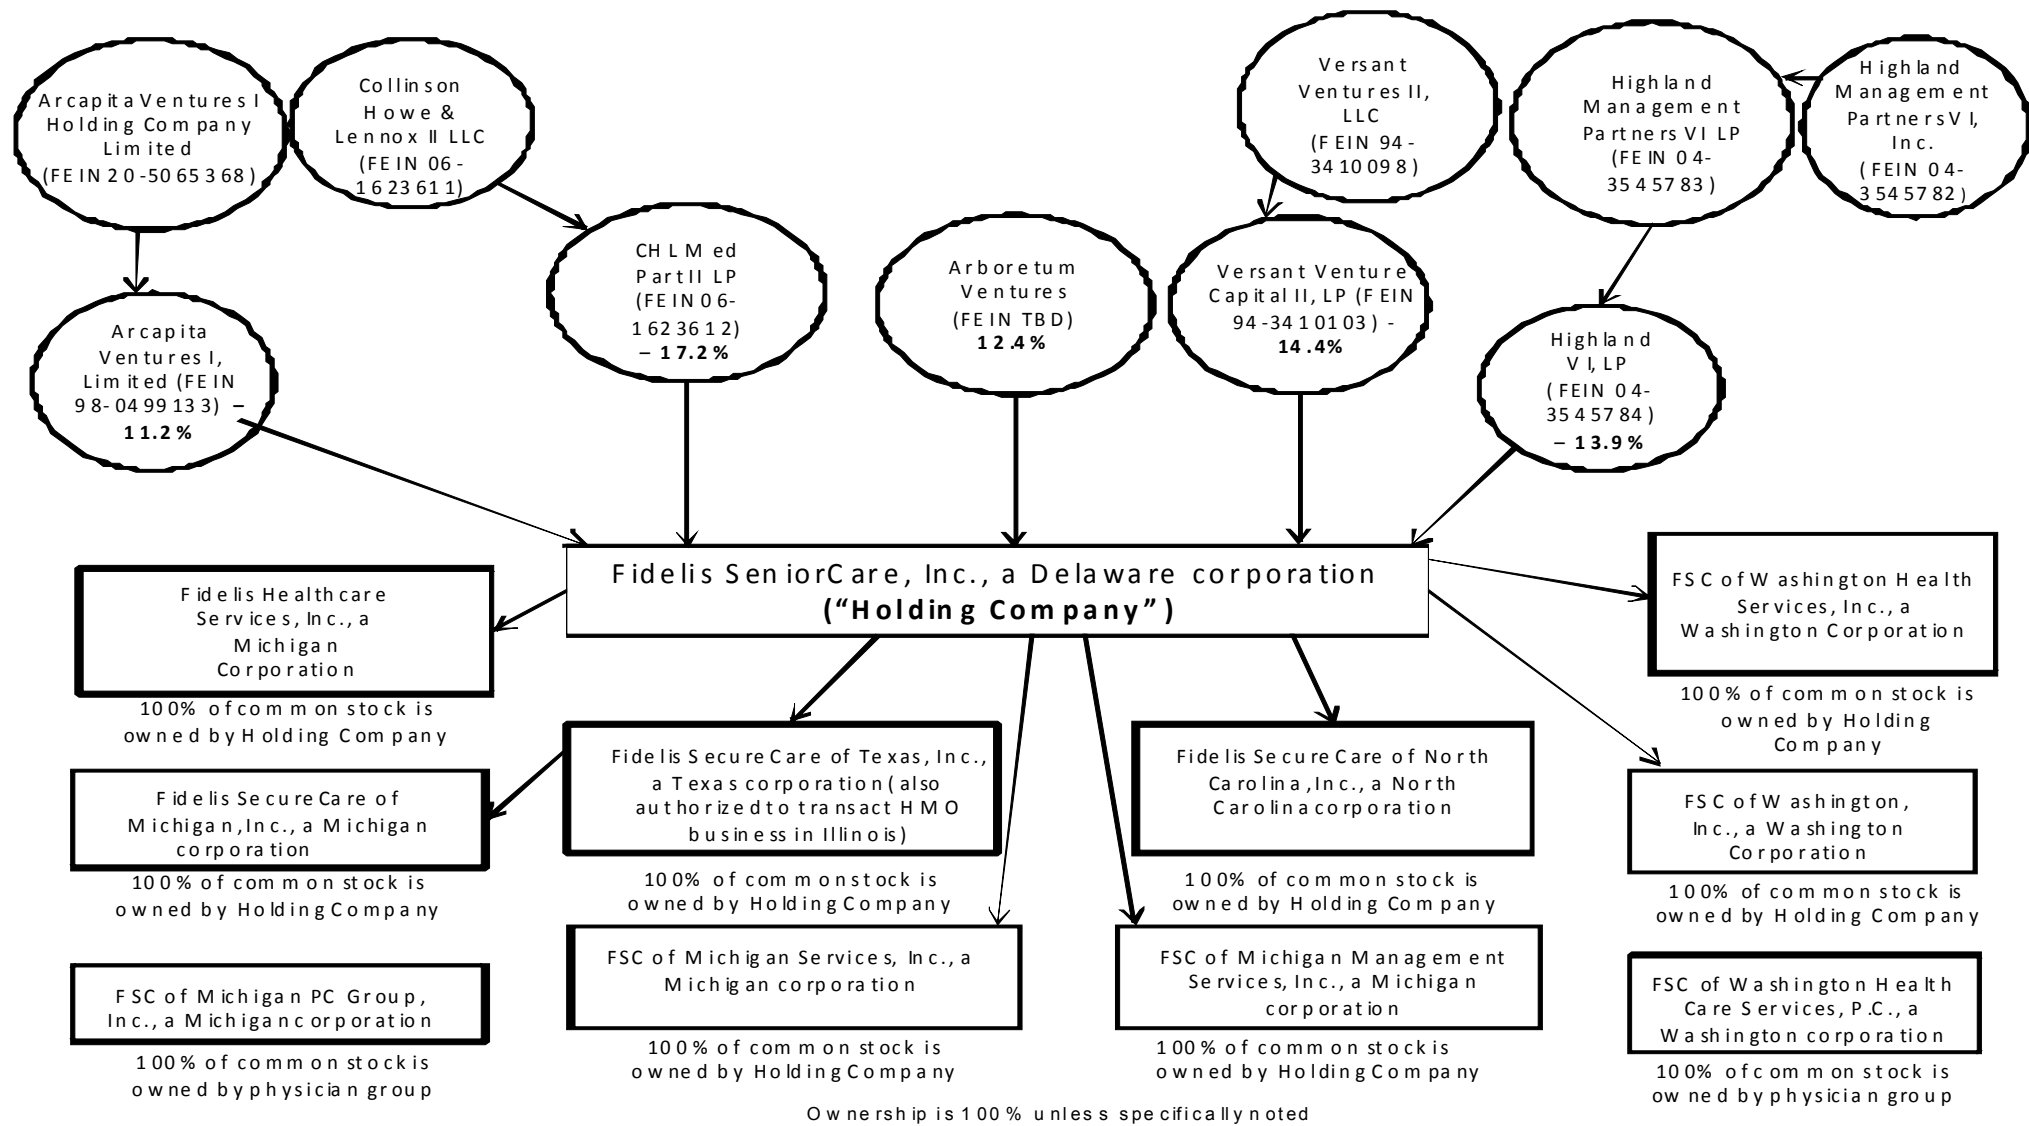 Arcapita Ventures I
Holding Company
Limited
(FEIN 20-5065368)
Collinson
Howe &
Lennox II LLC
(FEIN 06-
1623611)
Versant
Ventures II,
LLC
(FEIN 94-
3410098)
Highland
Management
Partners VI LP
(FEIN 04-
3545783)
Highland
Management
Partners VI,
Inc.
(FEIN 04-
3545782)
Arcapita
Ventures I,
Limited (FEIN
98-0499133) –
11.2%
CHL Med
Part II LP
(FEIN 06-
1623612)
– 17.2%
Arboretum
Ventures
(FEIN TBD)
12.4%
Versant Venture
Capital II, LP (FEIN
94-3410103) -
14.4%
Highland
VI, LP
(FEIN 04-
3545784)
– 13.9%
Fidelis SeniorCare, Inc., a Delaware corporation
(“Holding Company”)
Fidelis Healthcare
Services, Inc., a
Michigan
Corporation
100% of common stock is
owned by Holding Company
FSC of Washington Health
Services, Inc., a
Washington Corporation
100% of common stock is
owned by Holding
Company
Fidelis SecureCare of
Michigan, Inc., a Michigan
corporation
100% of common stock is
owned by Holding Company
Fidelis SecureCare of Texas, Inc.,
a Texas corporation (also
authorized to transact HMO
business in Illinois)
100% of common stock is
owned by Holding Company
Fidelis SecureCare of North
Carolina, Inc., a North
Carolina corporation
100% of common stock is
owned by Holding Company
FSC of Washington,
Inc., a Washington
Corporation
100% of common stock is
owned by Holding Company
FSC of Michigan PC Group,
Inc., a Michigan corporation
100% of common stock is
owned by physician group
FSC of Michigan Services, Inc., a
Michigan corporation
100% of common stock is
owned by Holding Company
FSC of Michigan Management
Services, Inc., a Michigan
corporation
100% of common stock is
owned by Holding Company
FSC of Washington Health
Care Services, P.C., a
Washington corporation
100% of common stock is
owned by physician group
Ownership is 100% unless specifically noted